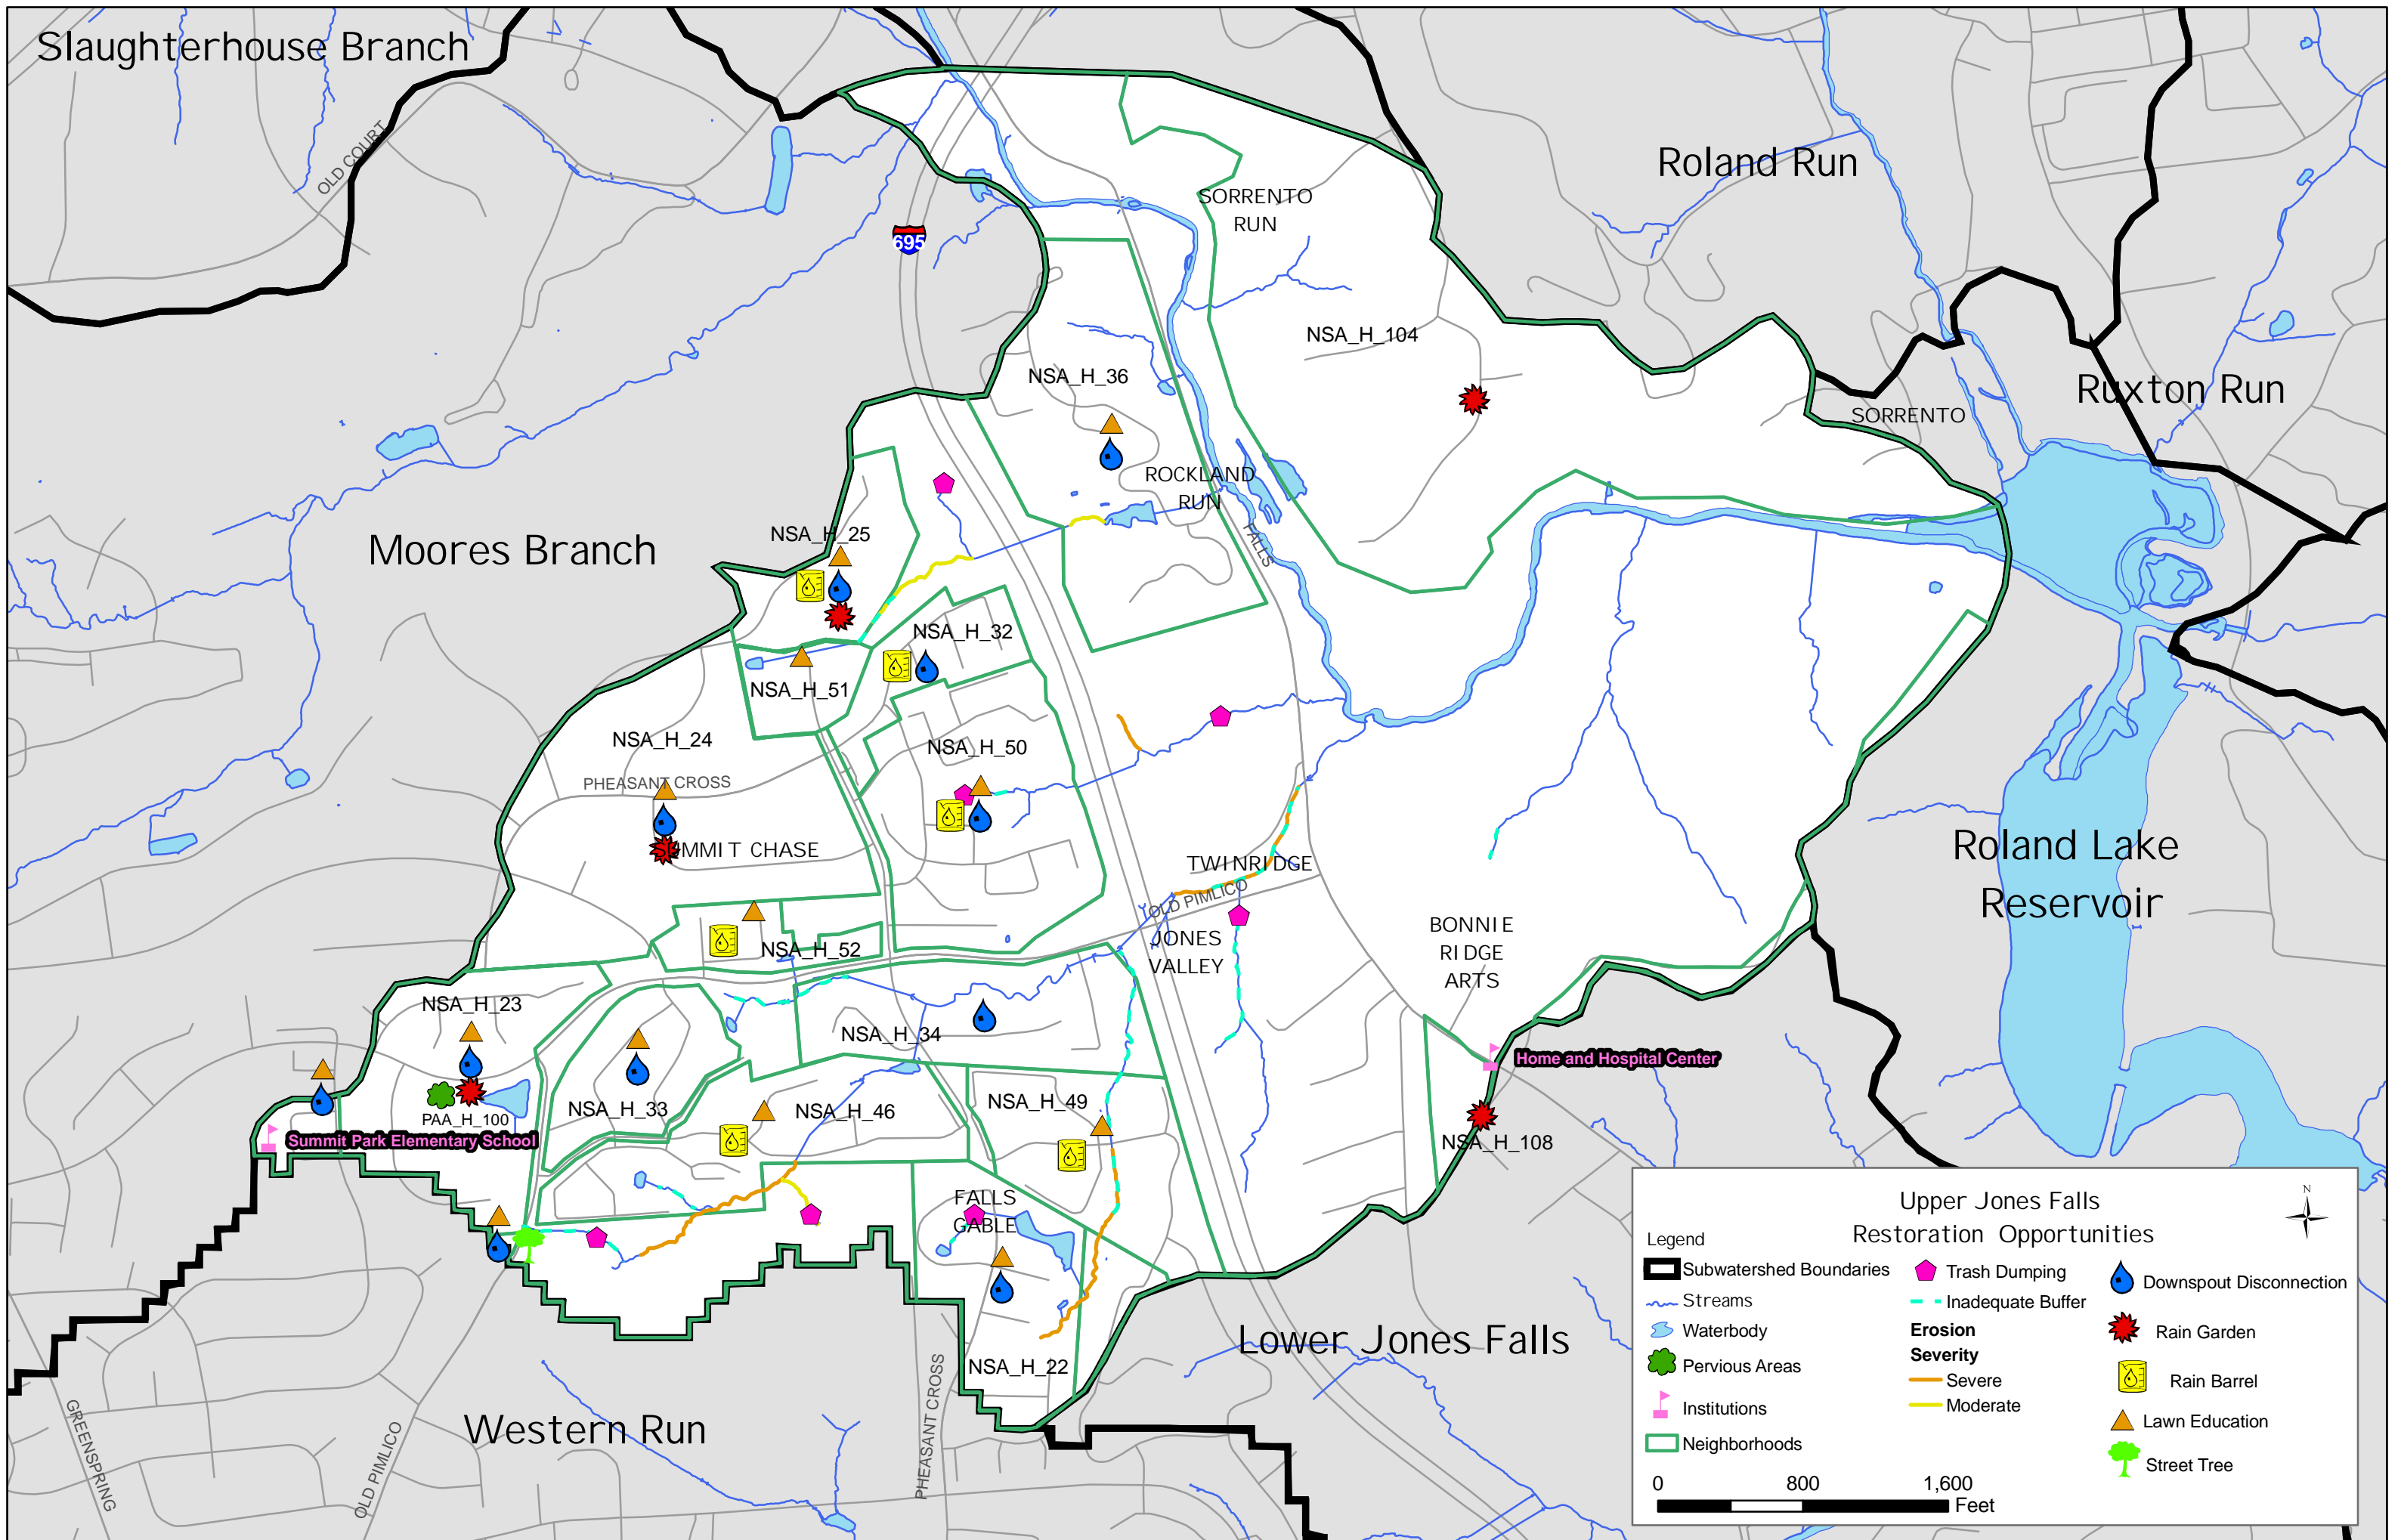 Slaughterhouse Branch
OLD COURT
695
Roland Run
SORRENTO
RUN
NSA_H_104
NSA_H_36
Ruxton Run
SORRENTO
ROCKLAND
RUN
FALLS
NSA_H_25
Moores Branch
NSA_H_32
NSA_H_51
NSA_H_24
NSA_H_50
PHEASANT CROSS
SUMMIT CHASE
TWINRIDGE
OLD PIMLICO
Roland Lake
Reservoir
NSA_H_52
JONES
VALLEY
BONNIE
RIDGE
ARTS
NSA_H_23
NSA_H_34
Home and Hospital Center
NSA_H_33
NSA_H_46
NSA_H_49
PAA_H_100
Summit Park Elementary School
NSA_H_108
FALLS
GABLE
NSA_H_22
Lower Jones Falls
Western Run
GREENSPRING
OLD PIMLICO
PHEASANT CROSS
Upper Jones Falls
Restoration Opportunities
N
Legend
Subwatershed Boundaries
Streams
Waterbody
Pervious Areas
Institutions
Neighborhoods
Trash Dumping
Inadequate Buffer
Erosion
Severity
Severe
Moderate
Downspout Disconnection
Rain Garden
Rain Barrel
Lawn Education
Street Tree
0 800 1,600
Feet